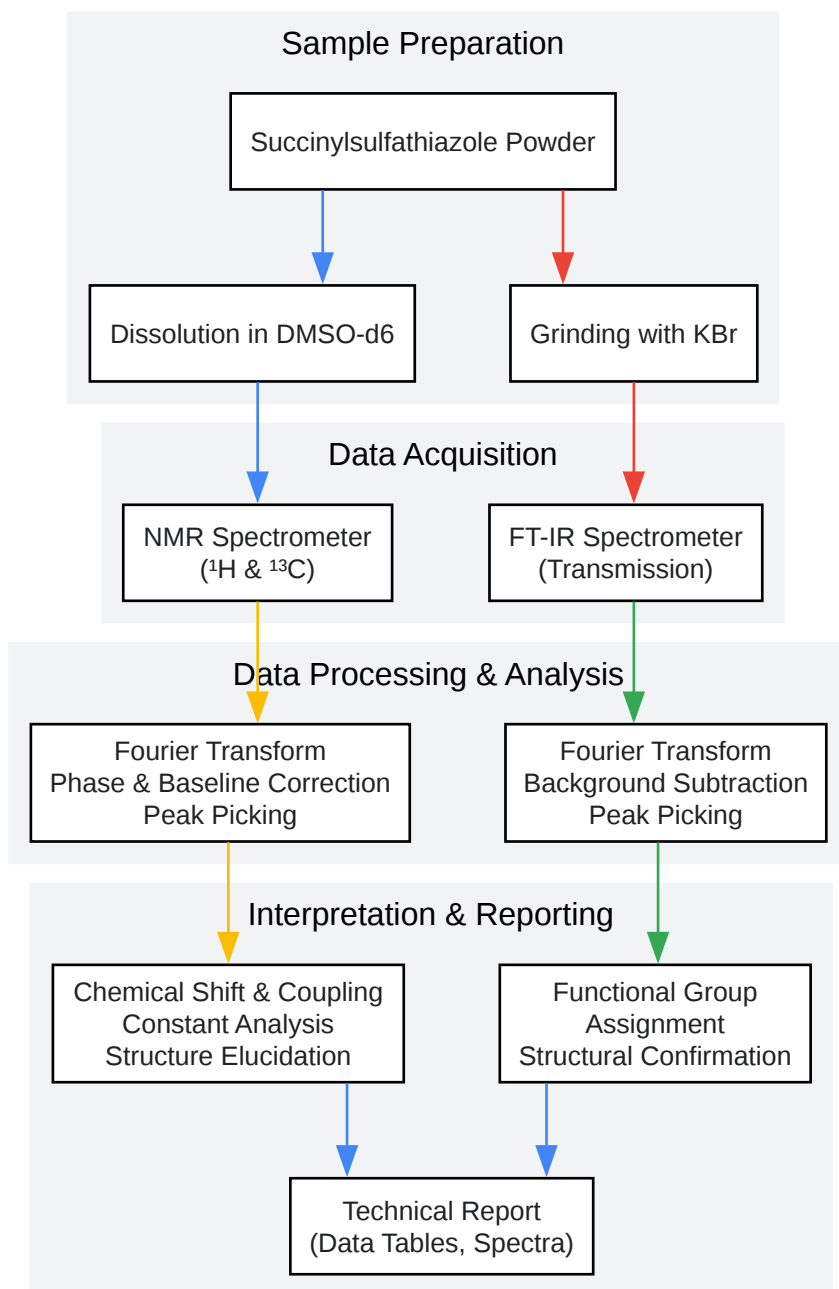 Sample Preparation
Succinylsulfathiazole Powder
Dissolution in DMSO-d6
Grinding with KBr
Data Acquisition
NMR Spectrometer
(¹H & ¹³C)
FT-IR Spectrometer
(Transmission)
Data Processing & Analysis
Fourier Transform
Phase & Baseline Correction
Peak Picking
Fourier Transform
Background Subtraction
Peak Picking
Interpretation & Reporting
Chemical Shift & Coupling
Constant Analysis
Structure Elucidation
Functional Group
Assignment
Structural Confirmation
Technical Report
(Data Tables, Spectra)